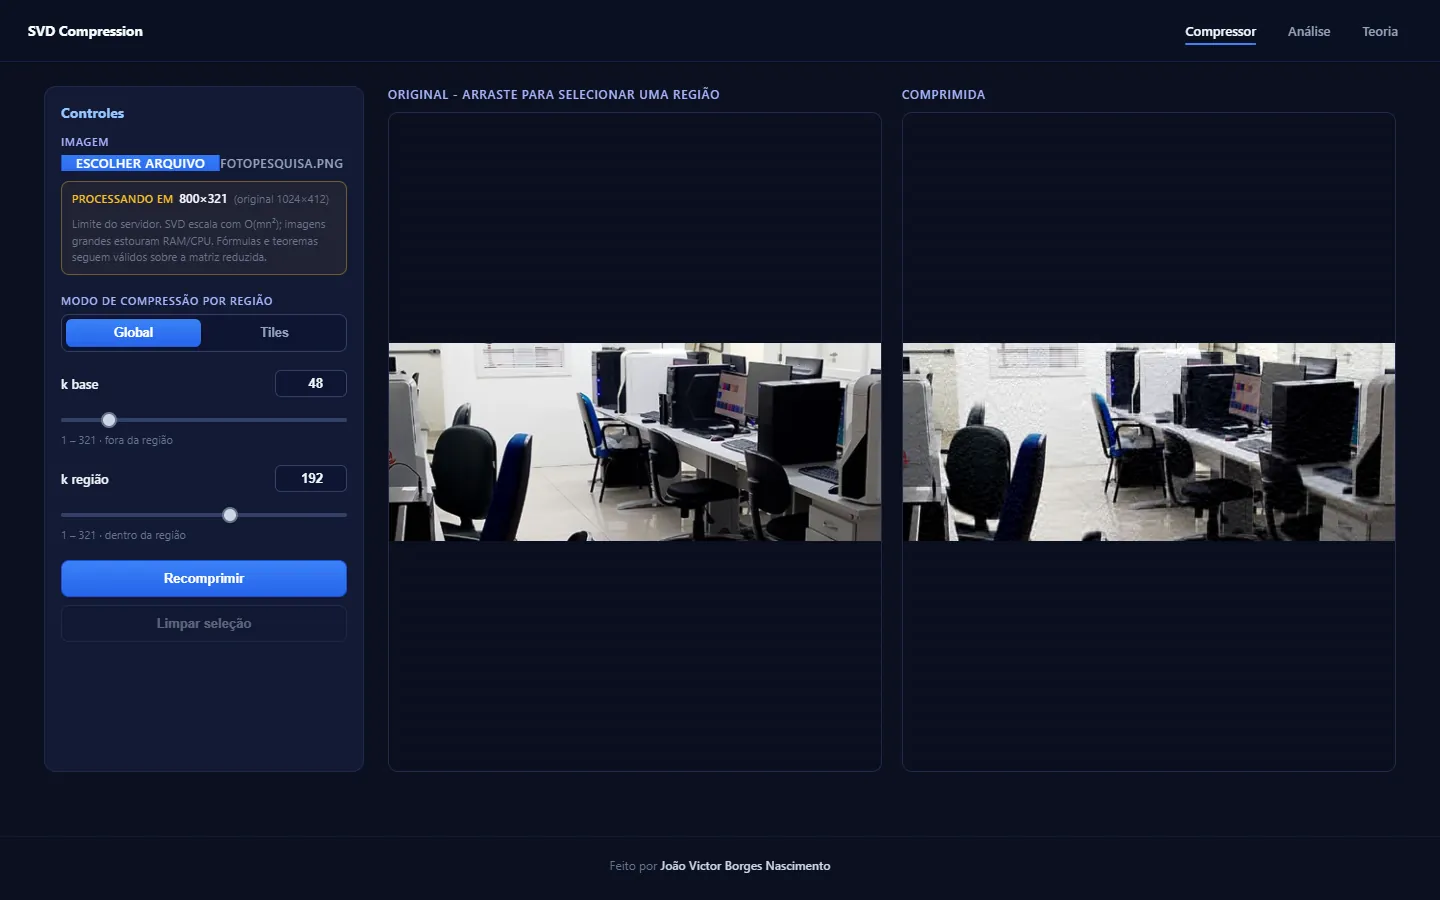 SVD Compression
Compressor
Análise
Teoria
Controles
IMAGEM
ESCOLHER ARQUIVO FOTOPESQUISA.PNG
PROCESSANDO EM 800×321 (original 1024×412)
Limite do servidor. SVD escala com O(mn²); imagens
grandes estouram RAM/CPU. Fórmulas e teoremas
seguem válidos sobre a matriz reduzida.
MODO DE COMPRESSÃO POR REGIÃO
Global
Tiles
k base
48
1 – 321 · fora da região
k região
192
1 – 321 · dentro da região
Recomprimir
Limpar seleção
ORIGINAL - ARRASTE PARA SELECIONAR UMA REGIÃO
COMPRIMIDA
Feito por João Victor Borges Nascimento